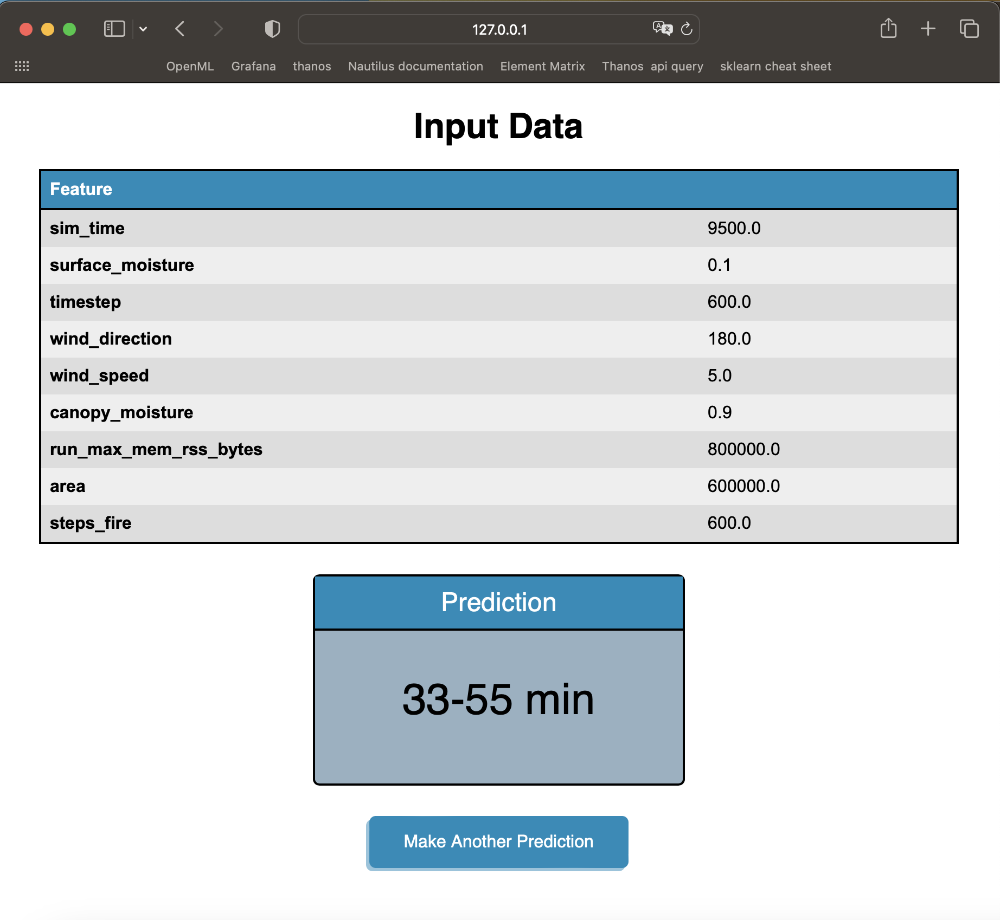 127.0.0.1
OpenML Grafana thanos Nautilus documentation Element Matrix Thanos api query sklearn cheat sheet
Input Data
Feature
sim_time 9500.0
surface_moisture 0.1
timestep 600.0
wind_direction 180.0
wind_speed 5.0
canopy_moisture 0.9
run_max_mem_rss_bytes 800000.0
area 600000.0
steps_fire 600.0
Prediction
33-55 min
Make Another Prediction